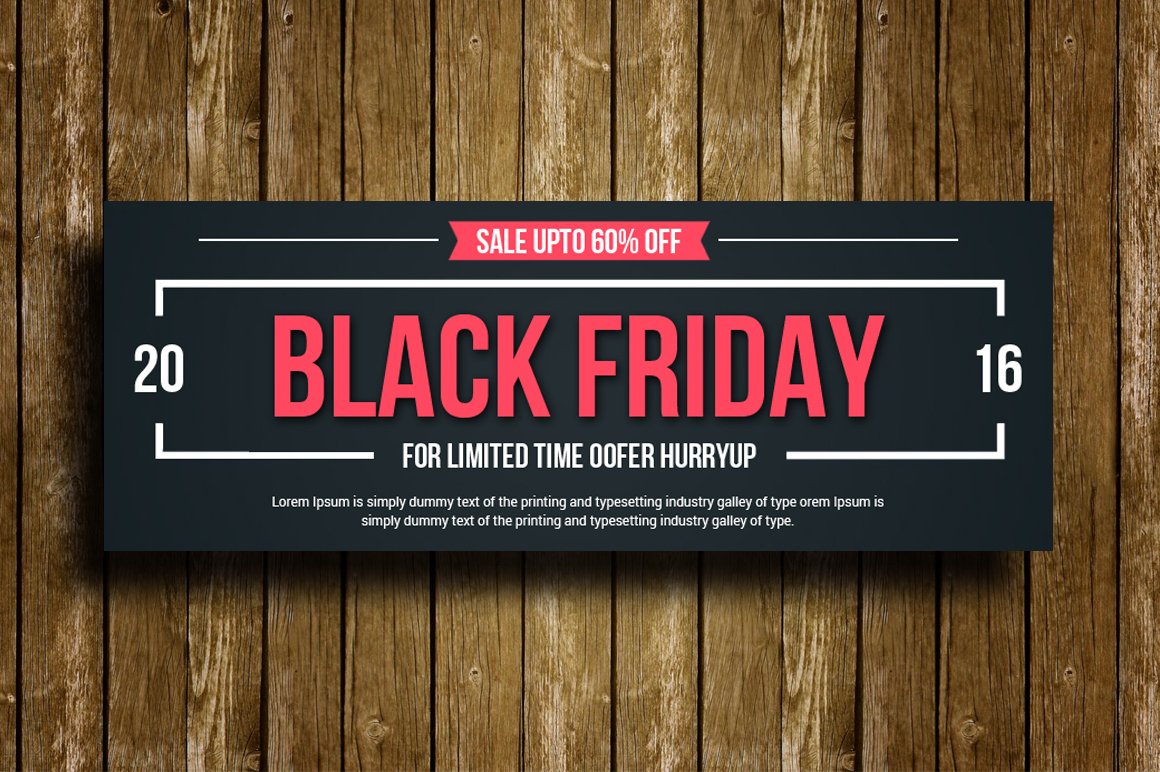 SALE UPTO 60% OFF
BLACK FRIDAY
20 16
FOR LIMITED TIME OOFER HURRYUP
Lorem Ipsum is simply dummy text of the printing and typesetting industry galley of type orem Ipsum is
simply dummy text of the printing and typesetting industry galley of type.